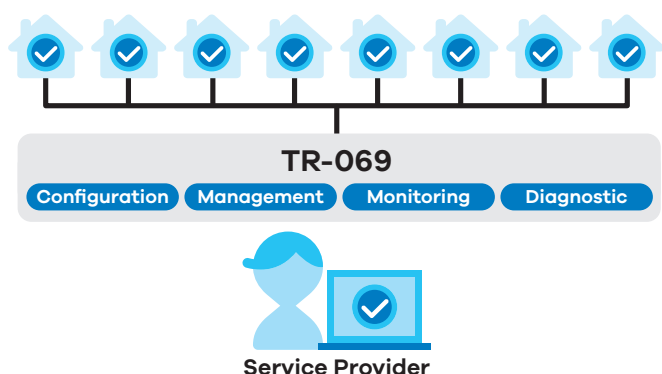 TR-069
Configuration Management Monitoring Diagnostic
Service Provider